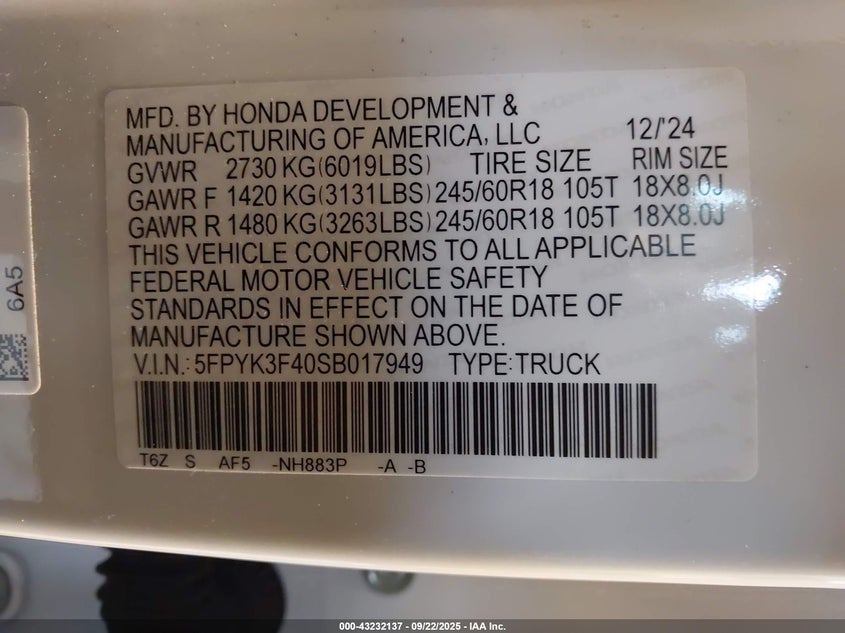 MFD. BY HONDA DEVELOPMENT &
MANUFACTURING OF AMERICA, LLC 12/'24
GVWR 2730 KG(6019LBS) TIRE SIZE RIM SIZE
GAWR F 1420 KG(3131LBS) 245/60R18 105T 18X8.0J
GAWR R 1480 KG(3263LBS) 245/60R18 105T 18X8.0J
THIS VEHICLE CONFORMS TO ALL APPLICABLE
FEDERAL MOTOR VEHICLE SAFETY
STANDARDS IN EFFECT ON THE DATE OF
MANUFACTURE SHOWN ABOVE.
V.I.N.: 5FPYK3F40SB017949 TYPE:TRUCK
T6Z S AF5 -NH883P -A -B
6A5
000-43232137 - 09/22/2025 - IAA Inc.